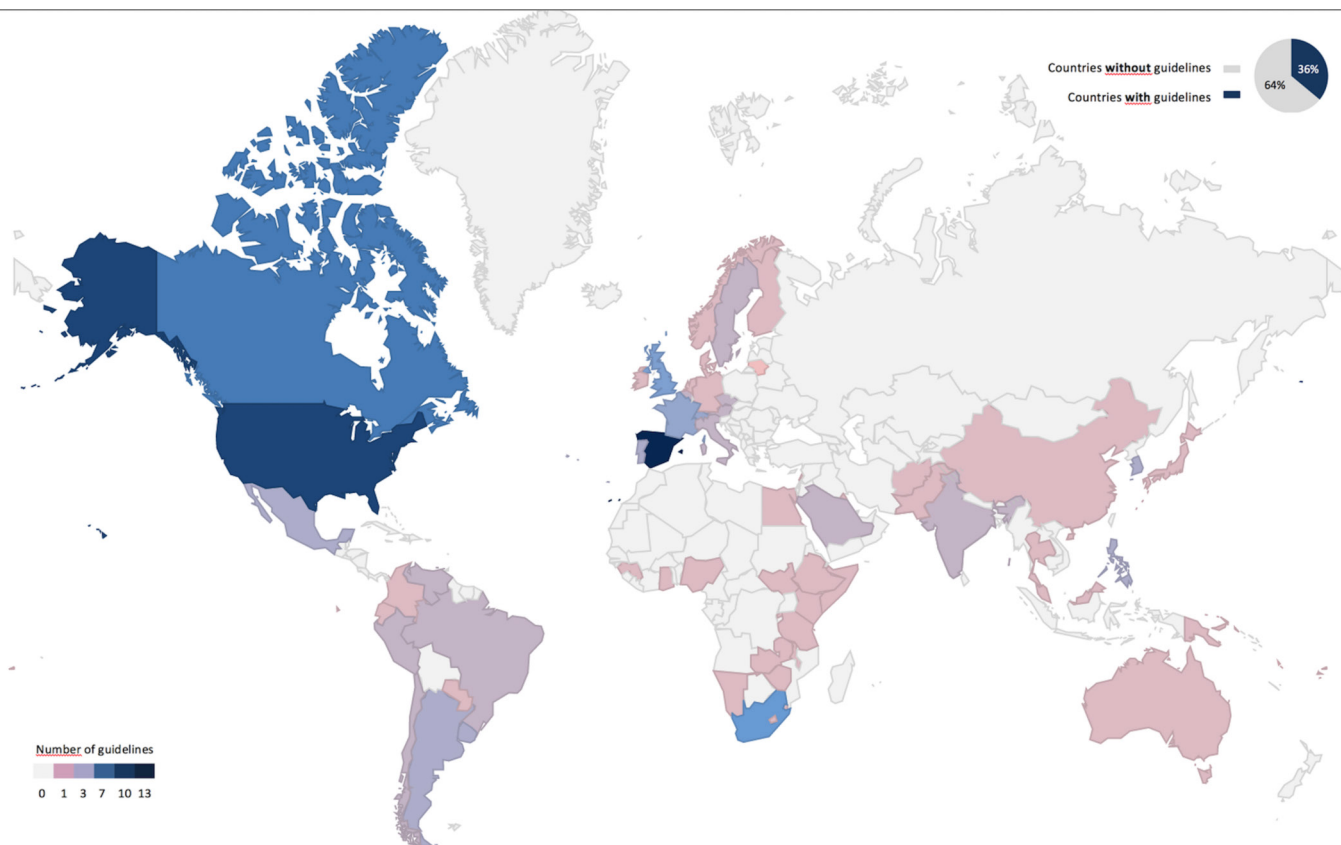 Countries without guidelines
Countries with guidelines
36%
64%
Number of guidelines
0 1 3 7 10 13